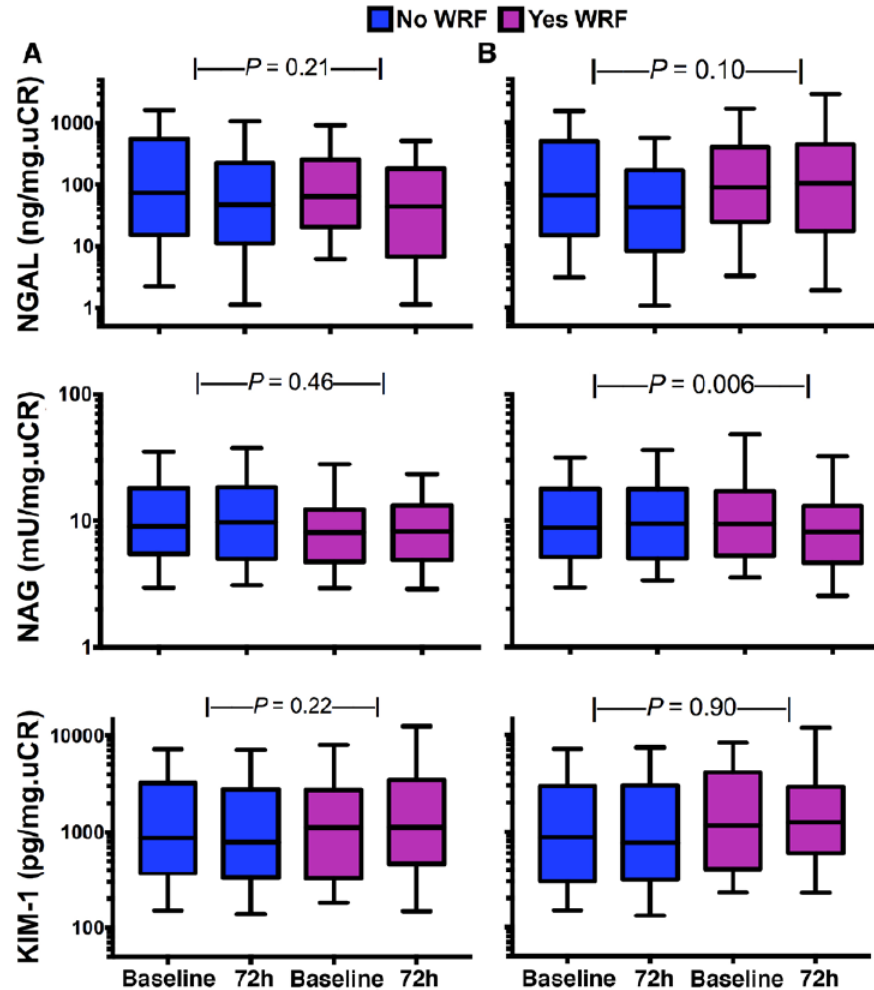 No WRF Yes WRF
A B
P = 0.21 P = 0.10
NGAL (ng/mg.uCR)
1000
100
10
1
P = 0.46 P = 0.006
NAG (mU/mg.uCR)
100
10
1
P = 0.22 P = 0.90
KIM-1 (pg/mg.uCR)
10000
1000
100
Baseline 72h Baseline 72h Baseline 72h Baseline 72h